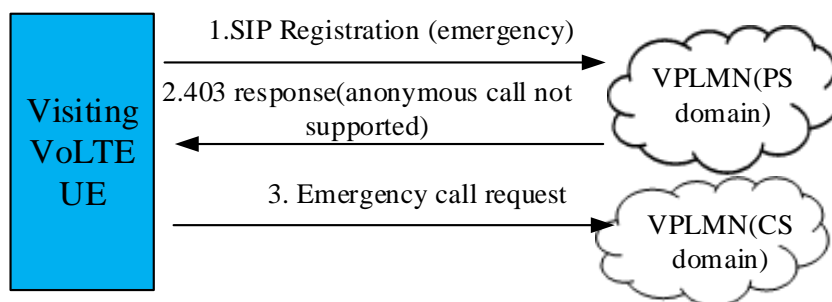 1.SIP Registration (emergency)
VPLMN(PS
domain)
Visiting
VoLTE
UE
2.403 response(anonymous call not
supported)
3. Emergency call request
VPLMN(CS
domain)